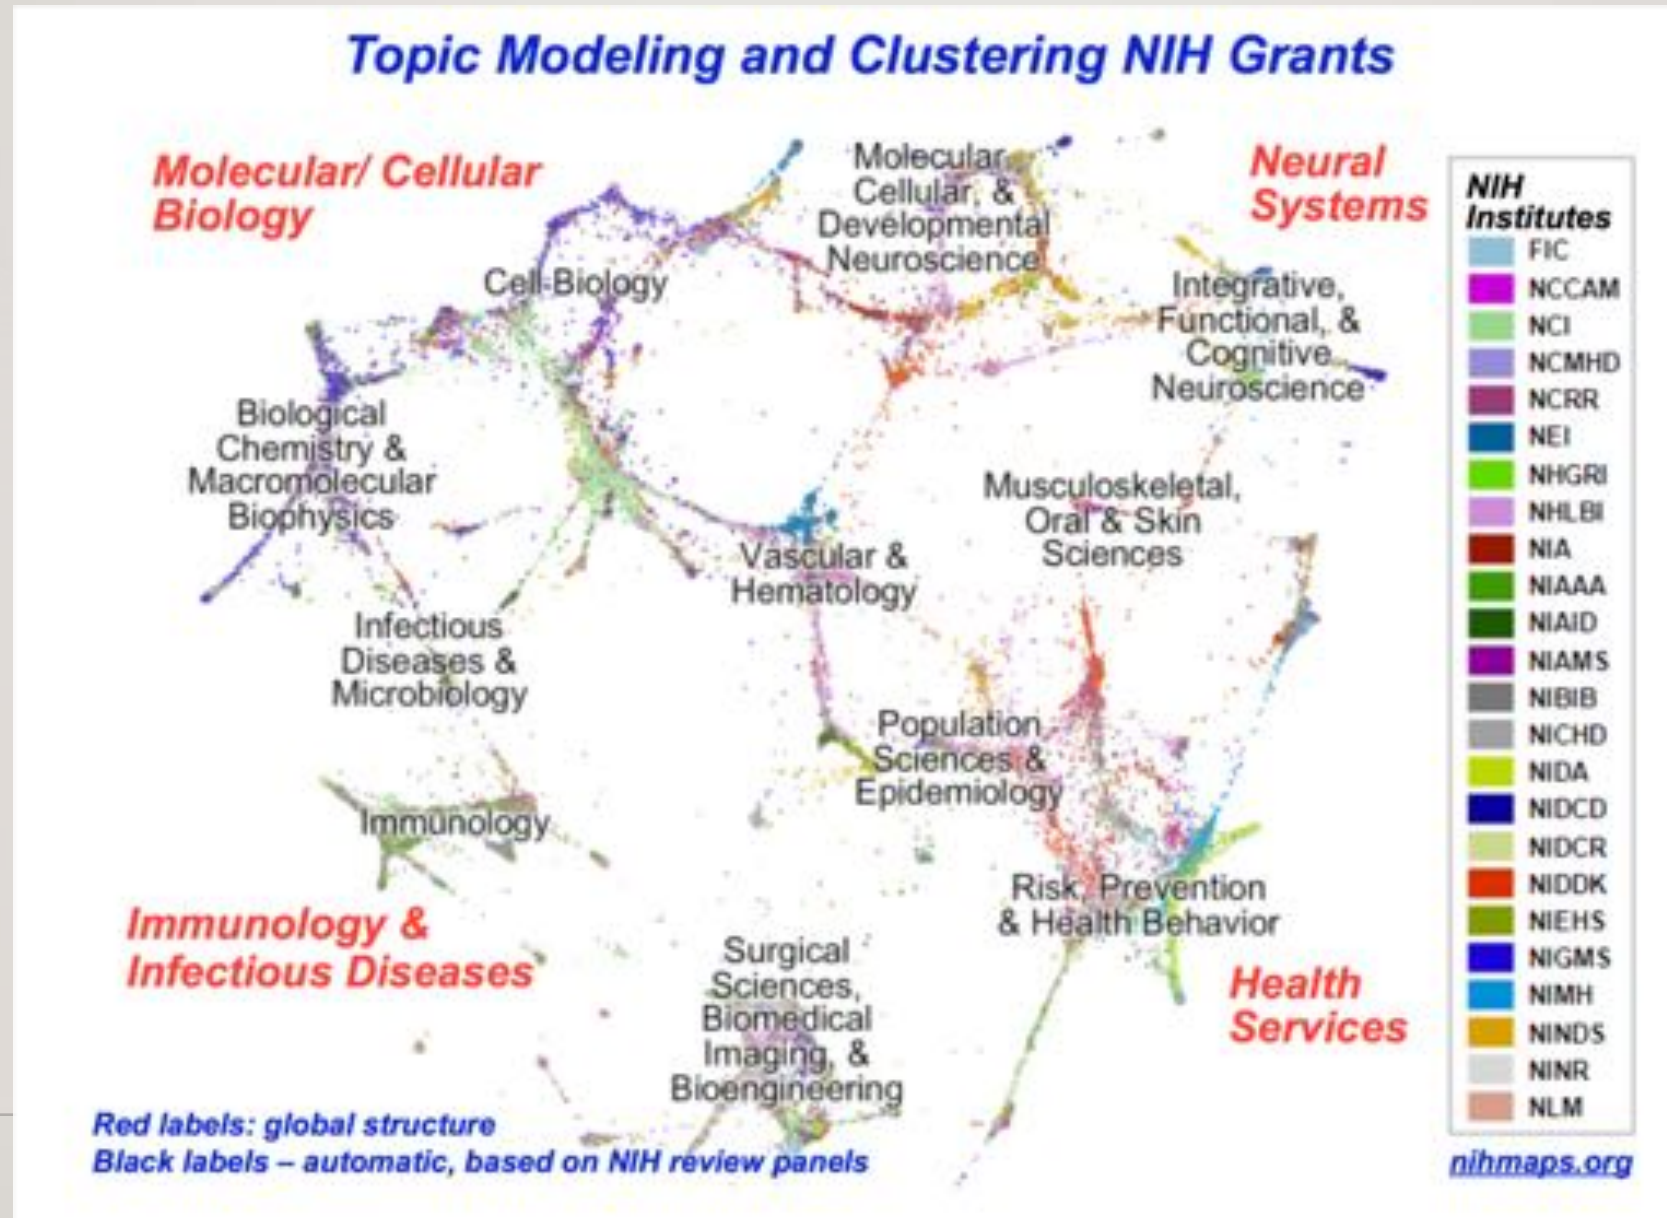 Topic Modeling and Clustering NIH Grants
Molecular/ Cellular
Biology
Molecular,
Cellular, &
Developmental
Neuroscience
Neural
Systems
Cell Biology
Integrative,
Functional, &
Cognitive
Neuroscience
Biological
Chemistry &
Macromolecular
Biophysics
Musculoskeletal,
Oral & Skin
Sciences
Vascular &
Hematology
Infectious
Diseases &
Microbiology
Population
Sciences &
Epidemiology
Immunology
Risk, Prevention
& Health Behavior
Immunology &
Infectious Diseases
Surgical
Sciences,
Biomedical
Imaging, &
Bioengineering
Health
Services
Red labels: global structure
Black labels – automatic, based on NIH review panels
NIH
Institutes
FIC
NCCAM
NCI
NCMHD
NCRR
NEI
NHGRI
NHLBI
NIA
NIAAA
NIAID
NIAMS
NIBIB
NICHD
NIDA
NIDCD
NIDCR
NIDDK
NIEHS
NIGMS
NIMH
NINDS
NINR
NLM
nihmaps.org